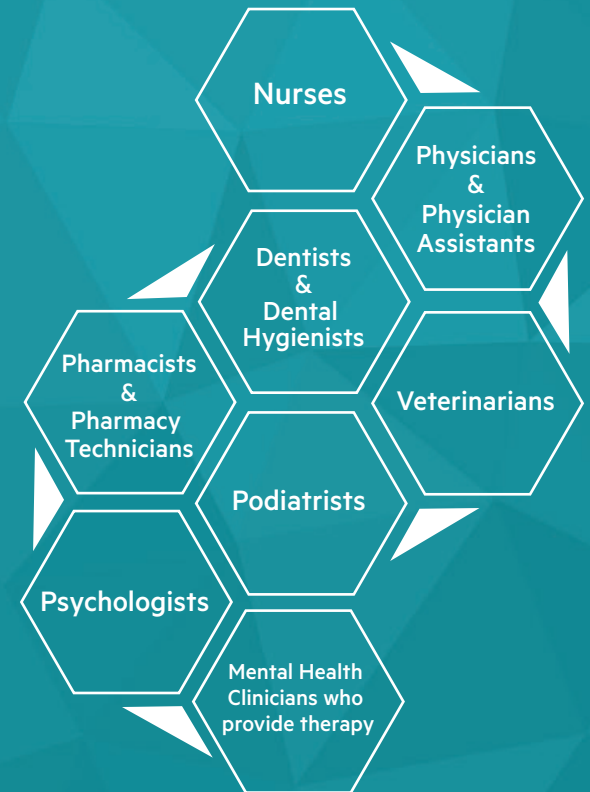 Nurses
Physicians
&
Physician
Assistants
Dentists
&
Dental
Hygienists
Pharmacists
&
Pharmacy
Technicians
Veterinarians
Podiatrists
Psychologists
Mental Health
Clinicians who
provide therapy